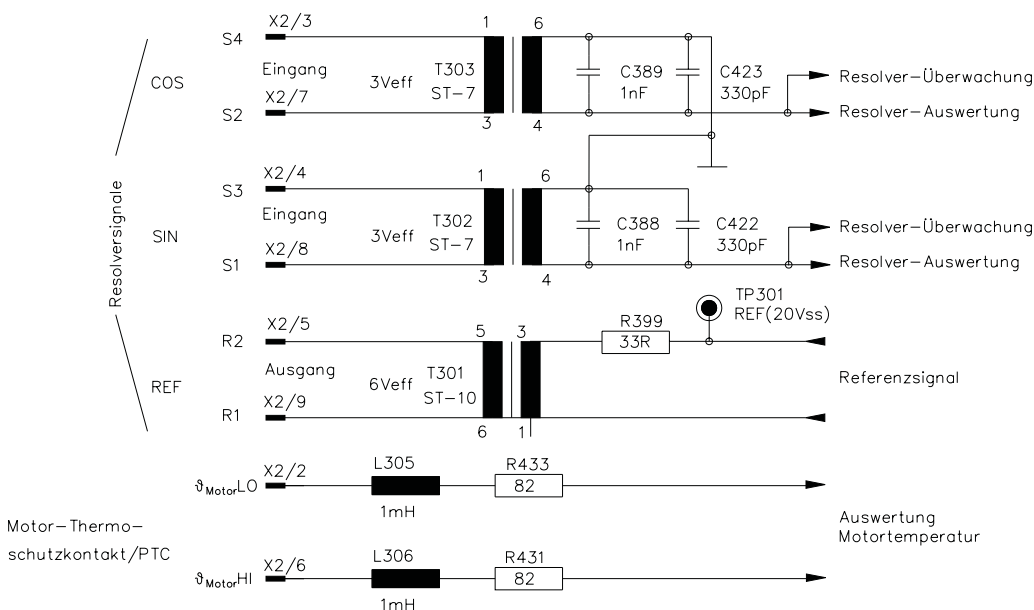 S4
X2/3
1
6
COS
Eingang
3Veff
T303
ST-7
C389
1nF
C423
330pF
Resolver-Überwachung
S2
X2/7
3
4
Resolver-Auswertung
Resolversignale
S3
X2/4
1
6
SIN
Eingang
3Veff
T302
ST-7
C388
1nF
C422
330pF
Resolver-Überwachung
S1
X2/8
3
4
Resolver-Auswertung
TP301
REF(20Vss)
R2
X2/5
5
3
R399
33R
REF
Ausgang
6Veff
T301
ST-10
Referenzsignal
R1
X2/9
6
1
Motor-Thermo-
schutzkontakt/PTC
ϑMotorLO
X2/2
L305
1mH
R433
82
Auswertung
Motortemperatur
ϑMotorHI
X2/6
L306
1mH
R431
82